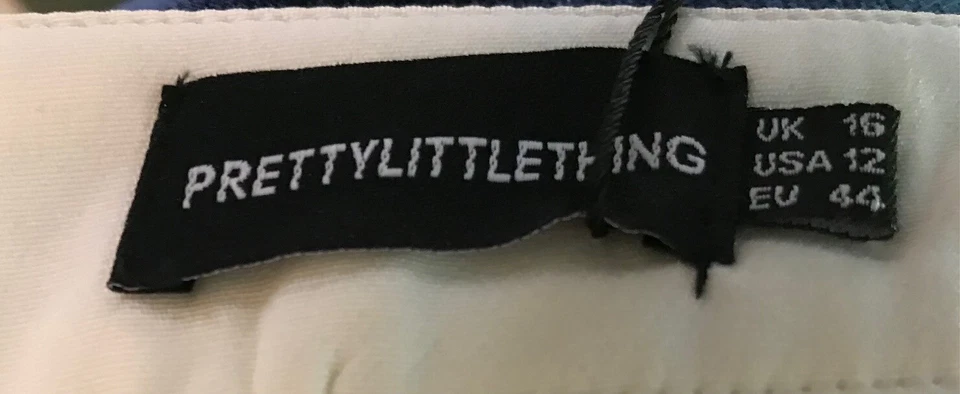 PRETTYLITTLETHING
UK 16
USA 12
EU 44